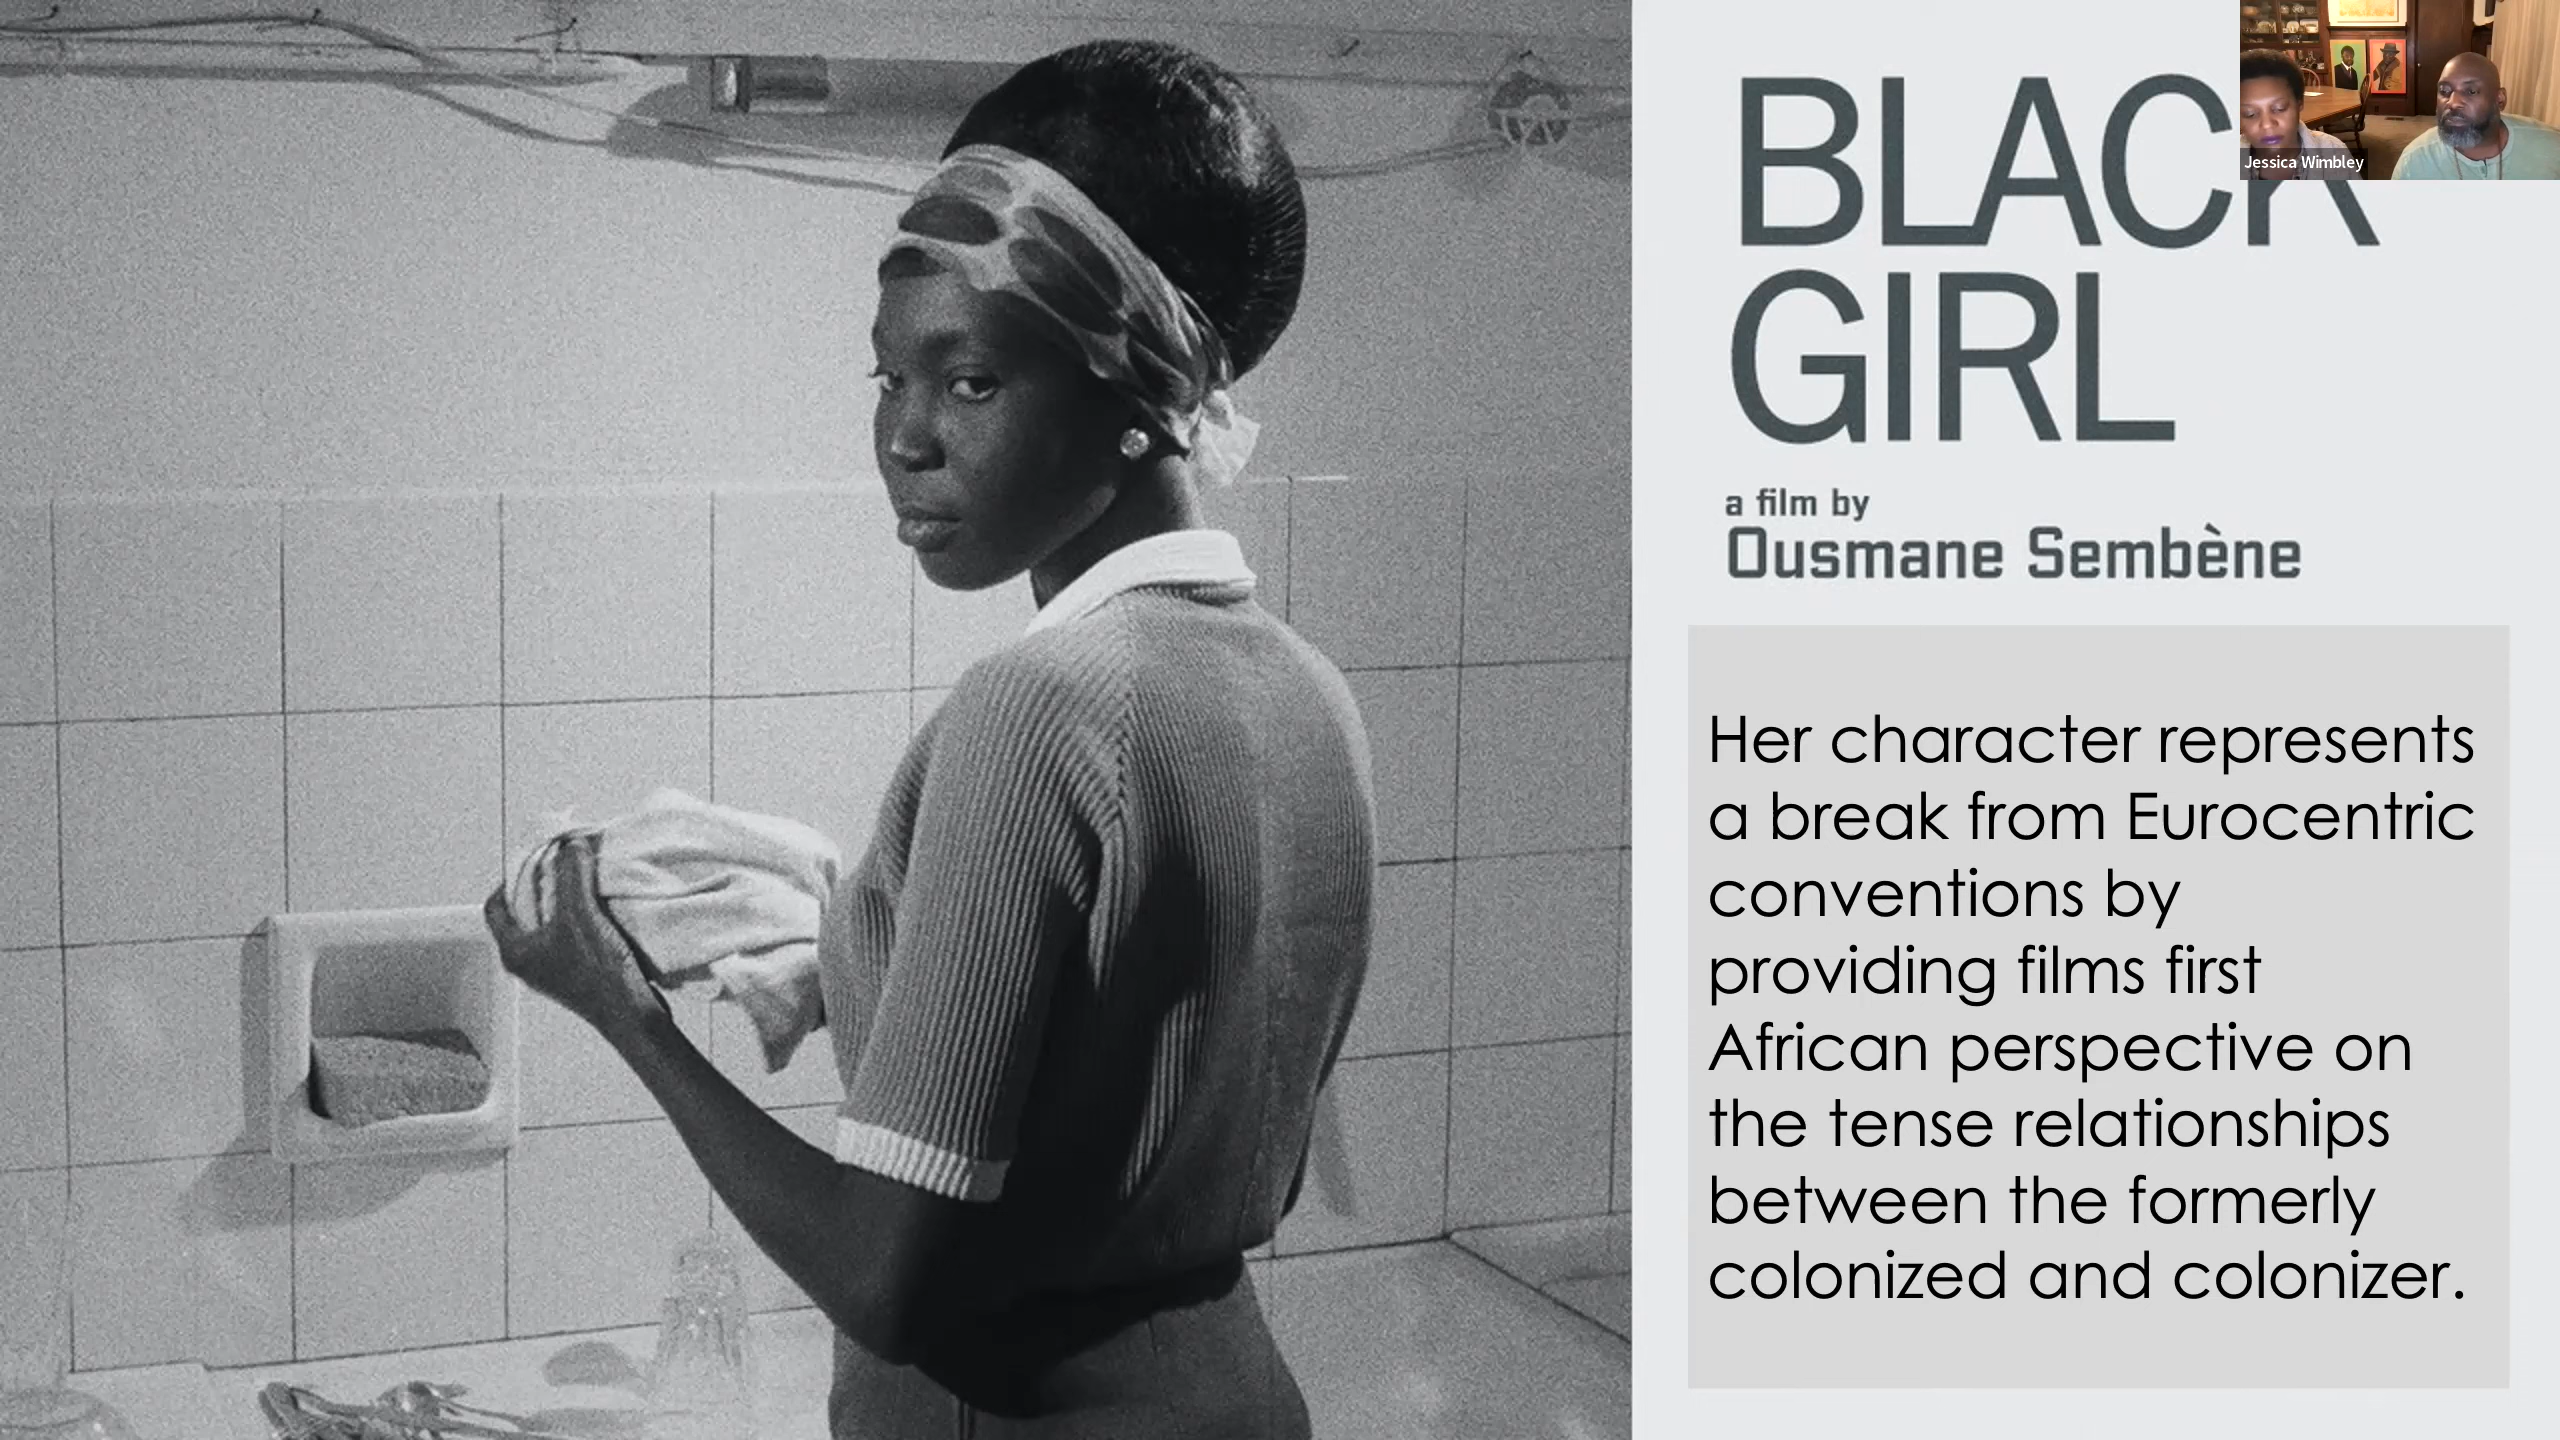 BLACK
GIRL
a film by
Ousmane Sembène
Her character represents
a break from Eurocentric
conventions by
providing films first
African perspective on
the tense relationships
between the formerly
colonized and colonizer.
Jessica Wimbley